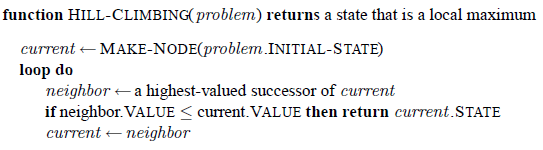 function HILL-CLIMBING(problem) returns a state that is a local maximum
current ← MAKE-NODE(problem.INITIAL-STATE)
loop do
neighbor ← a highest-valued successor of current
if neighbor.VALUE ≤ current.VALUE then return current.STATE
current ← neighbor